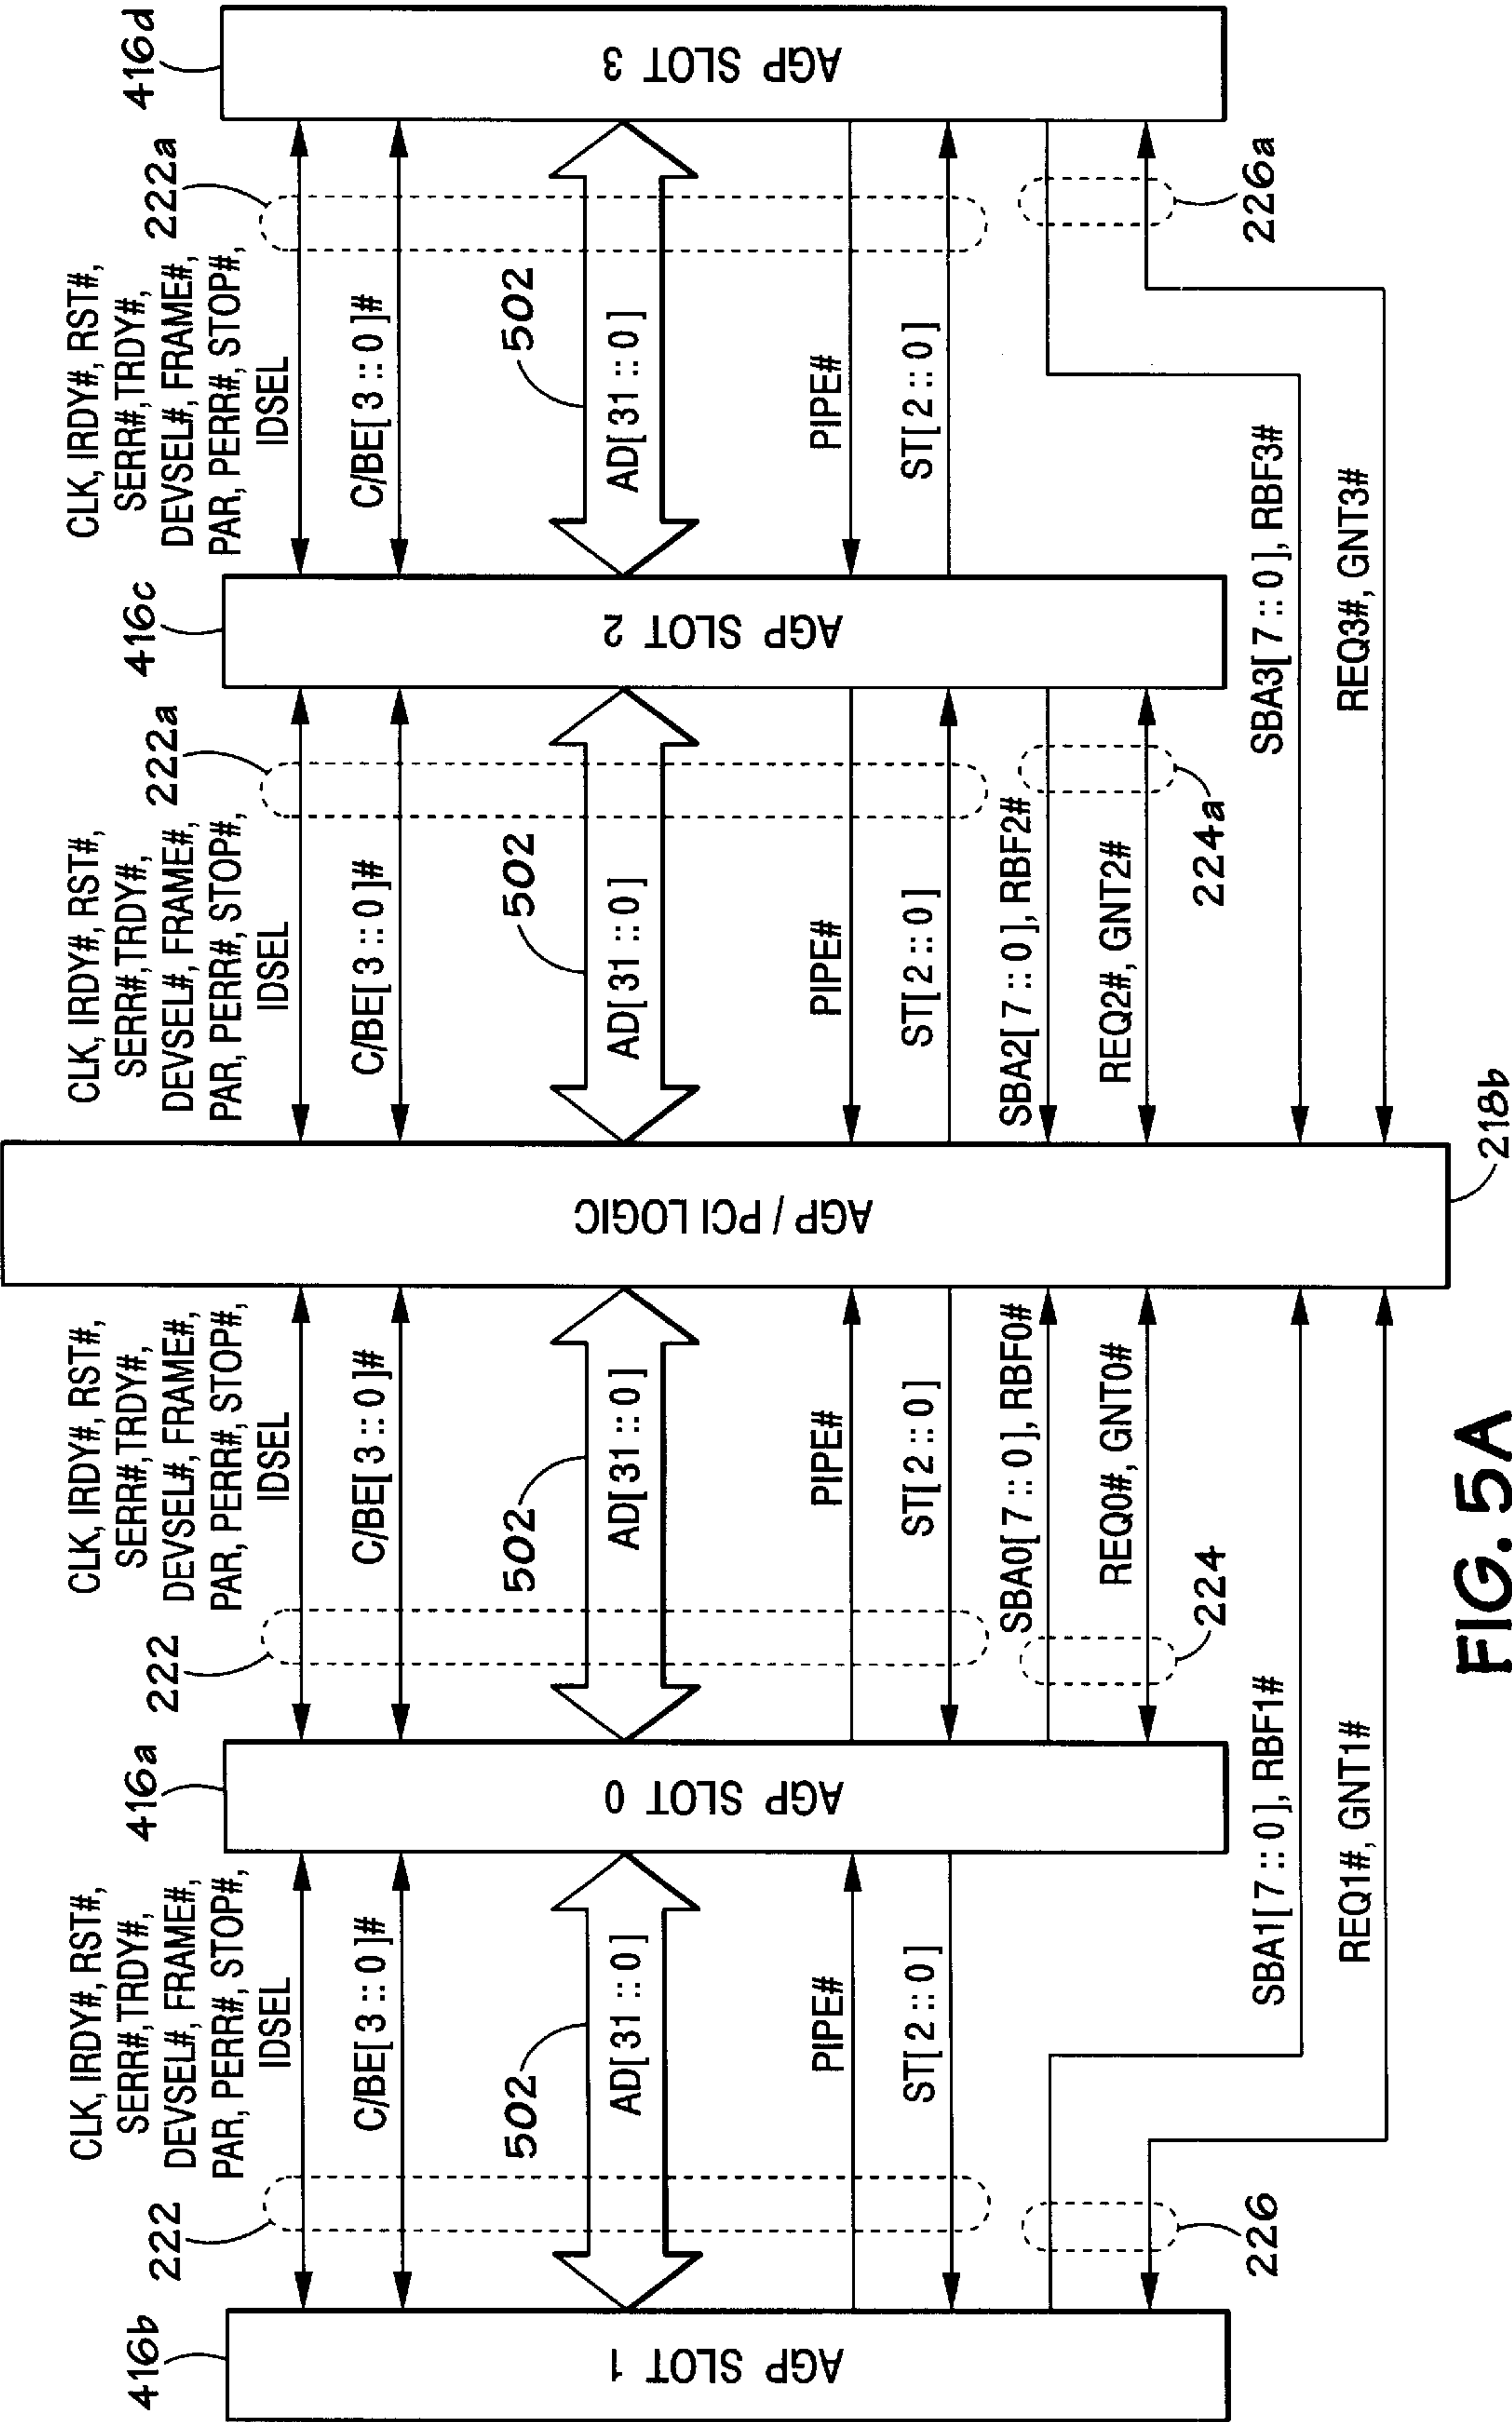 416b
AGP SLOT 1
222
CLK, IRDY#, RST#,
SERR#,TRDY#,
DEVSEL#, FRAME#,
PAR, PERR#, STOP#,
IDSEL
C/BE[ 3 :: 0 ]#
502
AD[ 31 :: 0 ]
PIPE#
ST[ 2 :: 0 ]
226
416a
AGP SLOT 0
222
CLK, IRDY#, RST#,
SERR#,TRDY#,
DEVSEL#, FRAME#,
PAR, PERR#, STOP#,
IDSEL
C/BE[ 3 :: 0 ]#
502
AD[ 31 :: 0 ]
PIPE#
ST[ 2 :: 0 ]
SBA0[ 7 :: 0 ], RBF0#
REQ0#, GNT0#
224
SBA1[ 7 :: 0 ], RBF1#
REQ1#, GNT1#
AGP / PCI LOGIC
218b
CLK, IRDY#, RST#,
SERR#,TRDY#,
DEVSEL#, FRAME#,
PAR, PERR#, STOP#,
IDSEL
222a
C/BE[ 3 :: 0 ]#
502
AD[ 31 :: 0 ]
PIPE#
ST[ 2 :: 0 ]
SBA2[ 7 :: 0 ], RBF2#
REQ2#, GNT2#
224a
416c
AGP SLOT 2
CLK, IRDY#, RST#,
SERR#,TRDY#,
DEVSEL#, FRAME#,
PAR, PERR#, STOP#,
IDSEL
222a
C/BE[ 3 :: 0 ]#
502
AD[ 31 :: 0 ]
PIPE#
ST[ 2 :: 0 ]
226a
SBA3[ 7 :: 0 ], RBF3#
REQ3#, GNT3#
416d
AGP SLOT 3
FIG. 5A